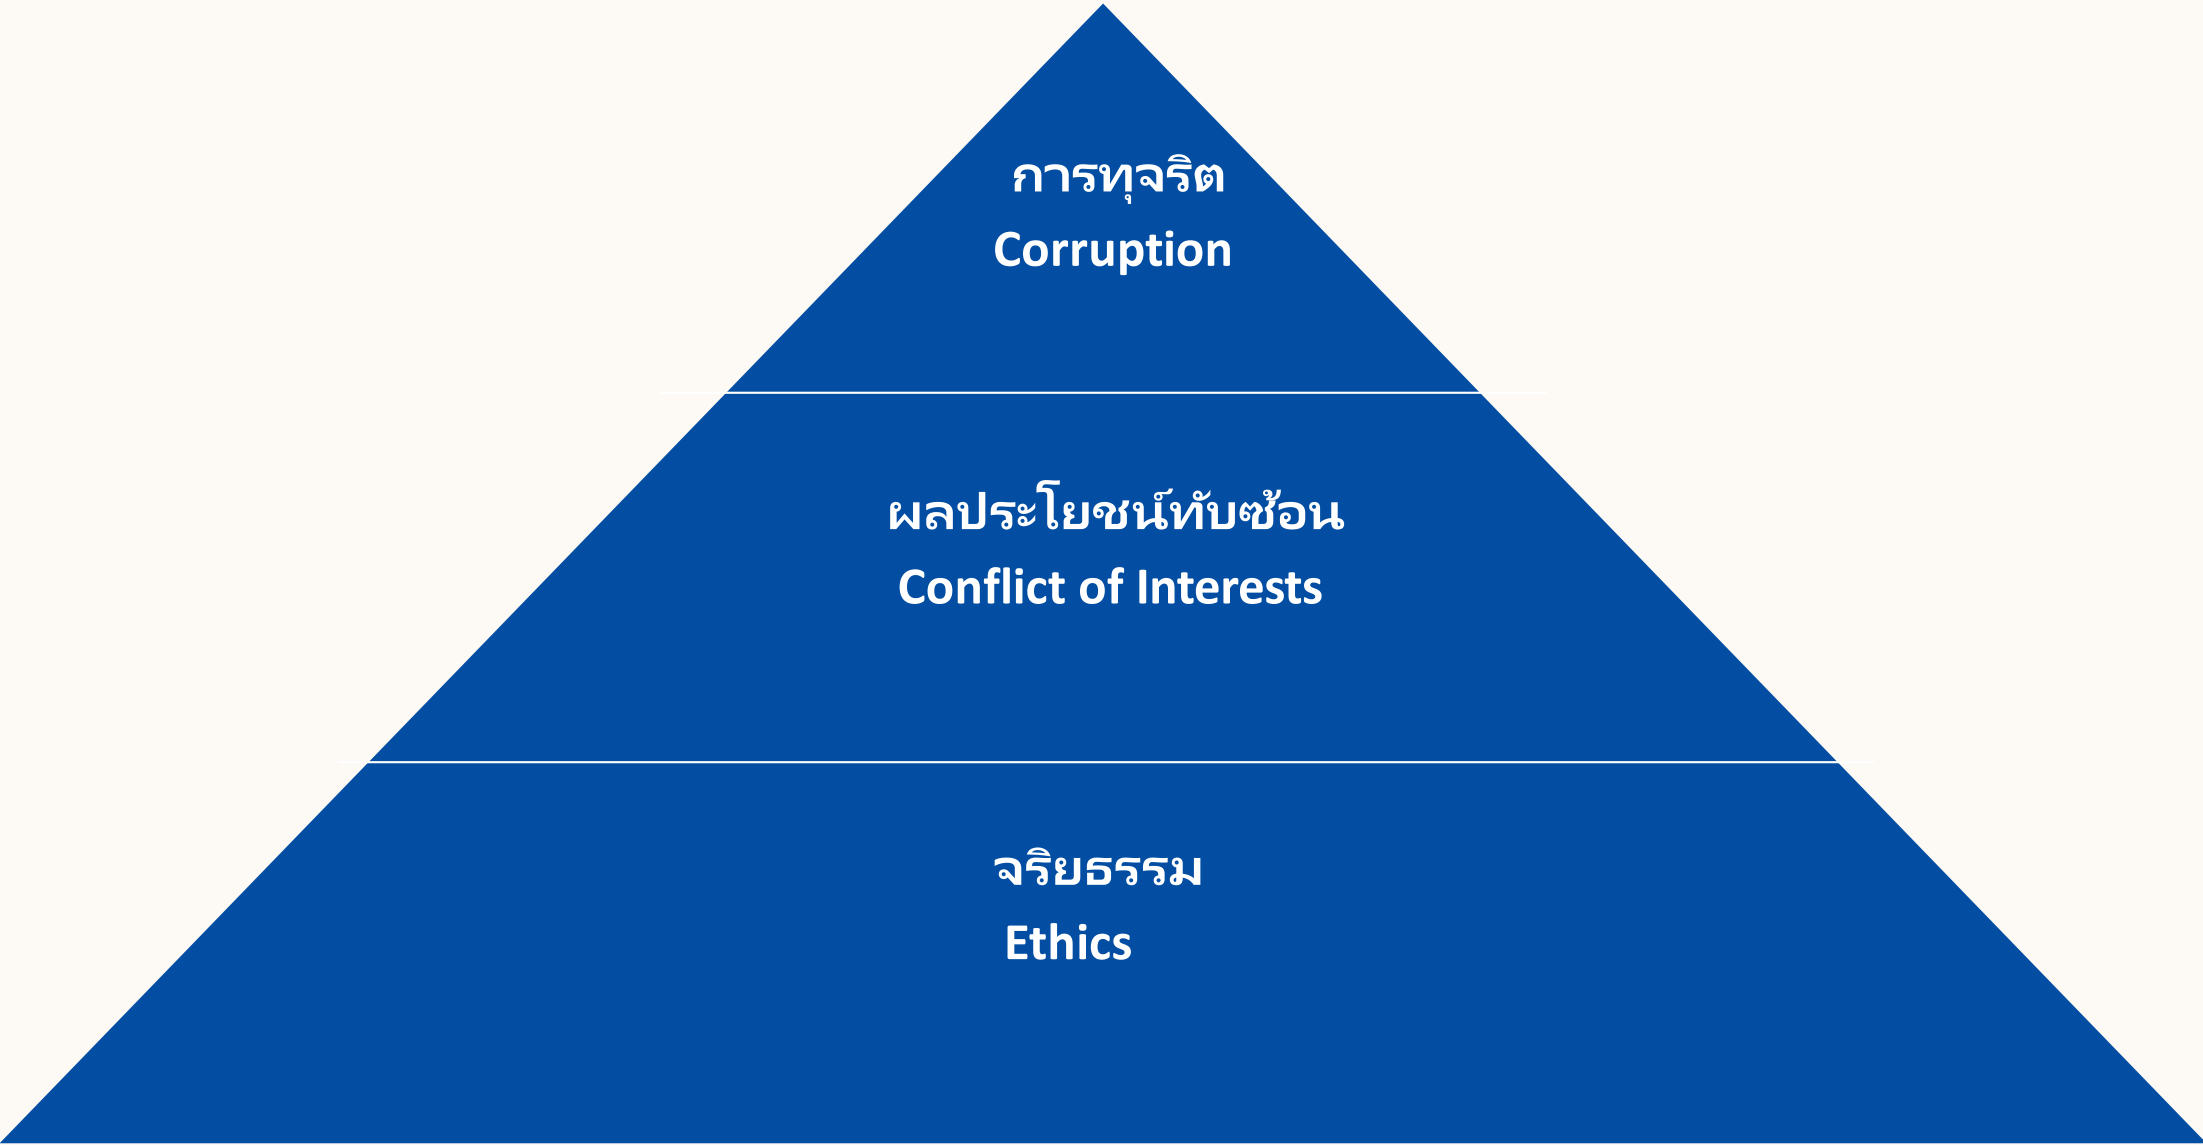 การทุจริต
Corruption
ผลประโยชน์ทับซ้อน
Conflict of Interests
จริยธรรม
Ethics